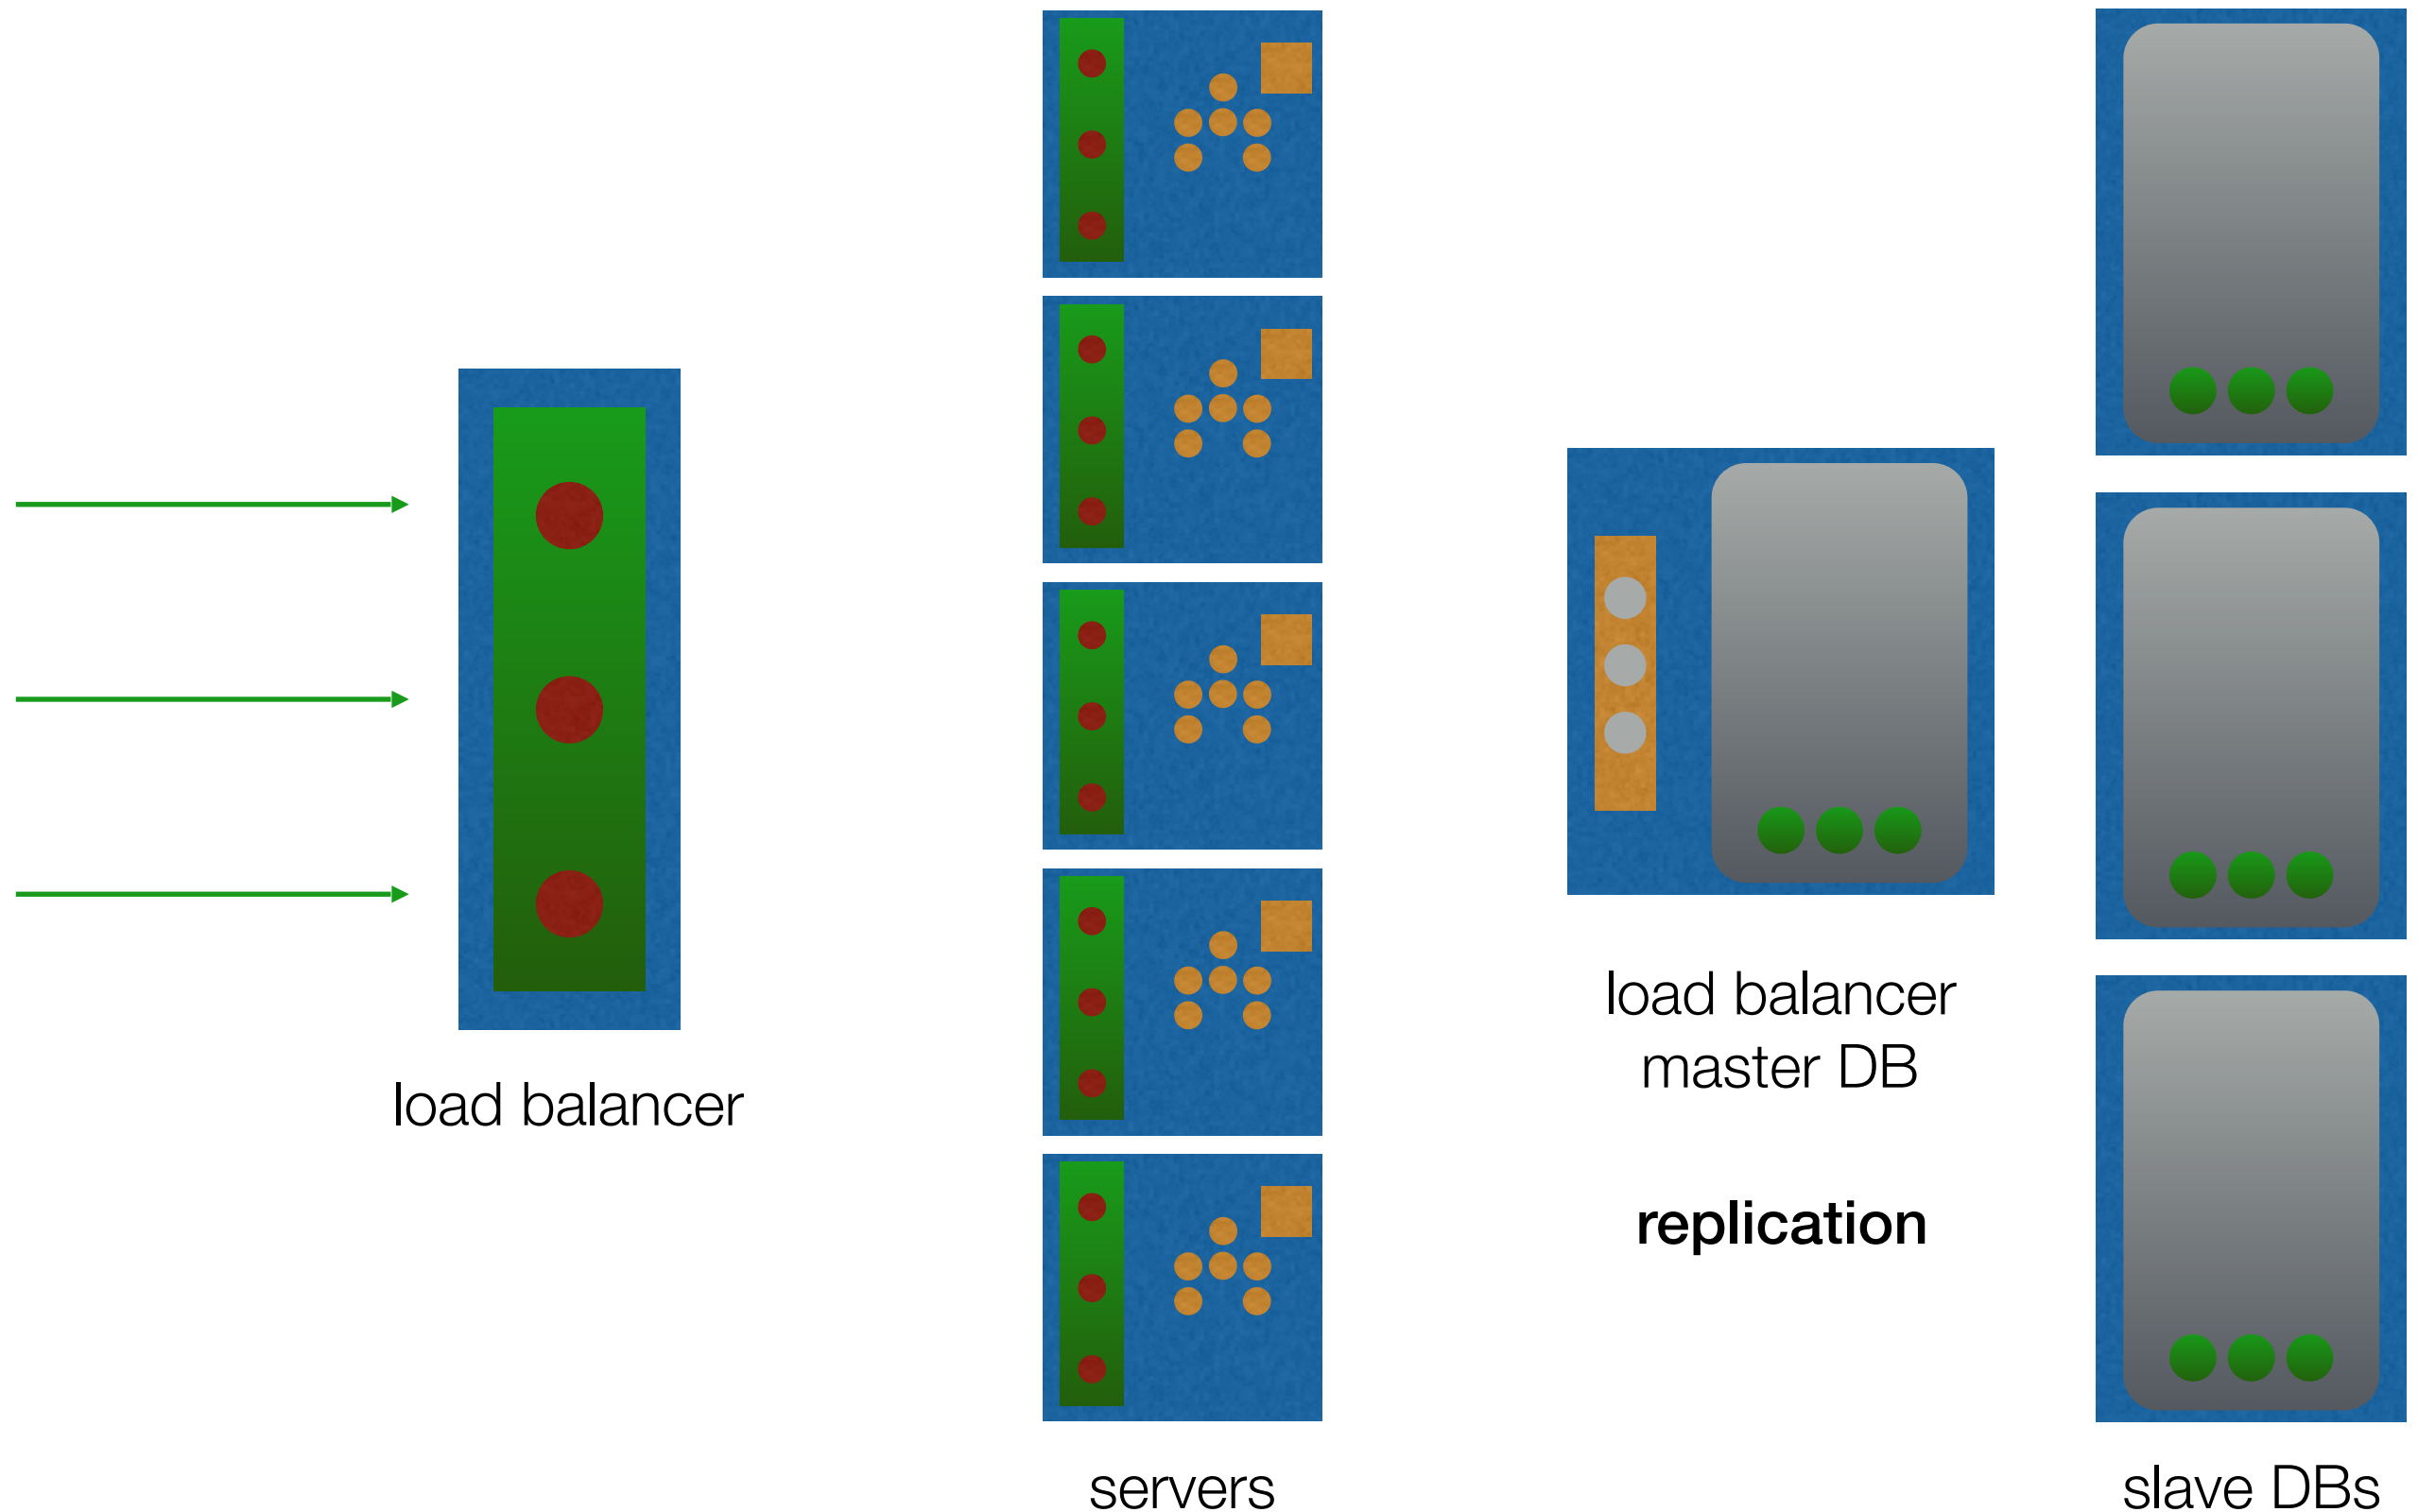 load balancer
servers
load balancer
master DB
replication
slave DBs